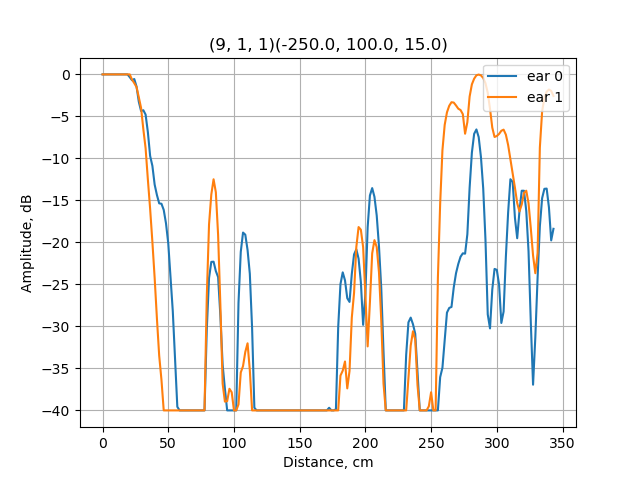 (9, 1, 1)(-250.0, 100.0, 15.0)
ear 0
ear 1
0
−5
−10
−15
−20
−25
−30
−35
−40
Amplitude, dB
0 50 100 150 200 250 300 350
Distance, cm